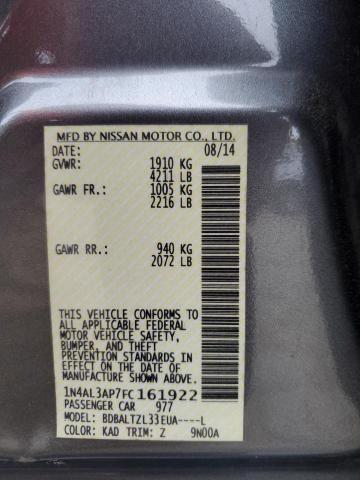 MFD BY NISSAN MOTOR CO., LTD.
DATE: 08/14
GVWR: 1910 KG
4211 LB
GAWR FR.: 1005 KG
2216 LB
GAWR RR.: 940 KG
2072 LB
THIS VEHICLE CONFORMS TO
ALL APPLICABLE FEDERAL
MOTOR VEHICLE SAFETY,
BUMPER, AND THEFT
PREVENTION STANDARDS IN
EFFECT ON THE DATE OF
MANUFACTURE SHOWN ABOVE.
1N4AL3AP7FC161922
PASSENGER CAR 977
MODEL: BDBALTZL33EUA----L
COLOR: KAD TRIM: Z 9N00A